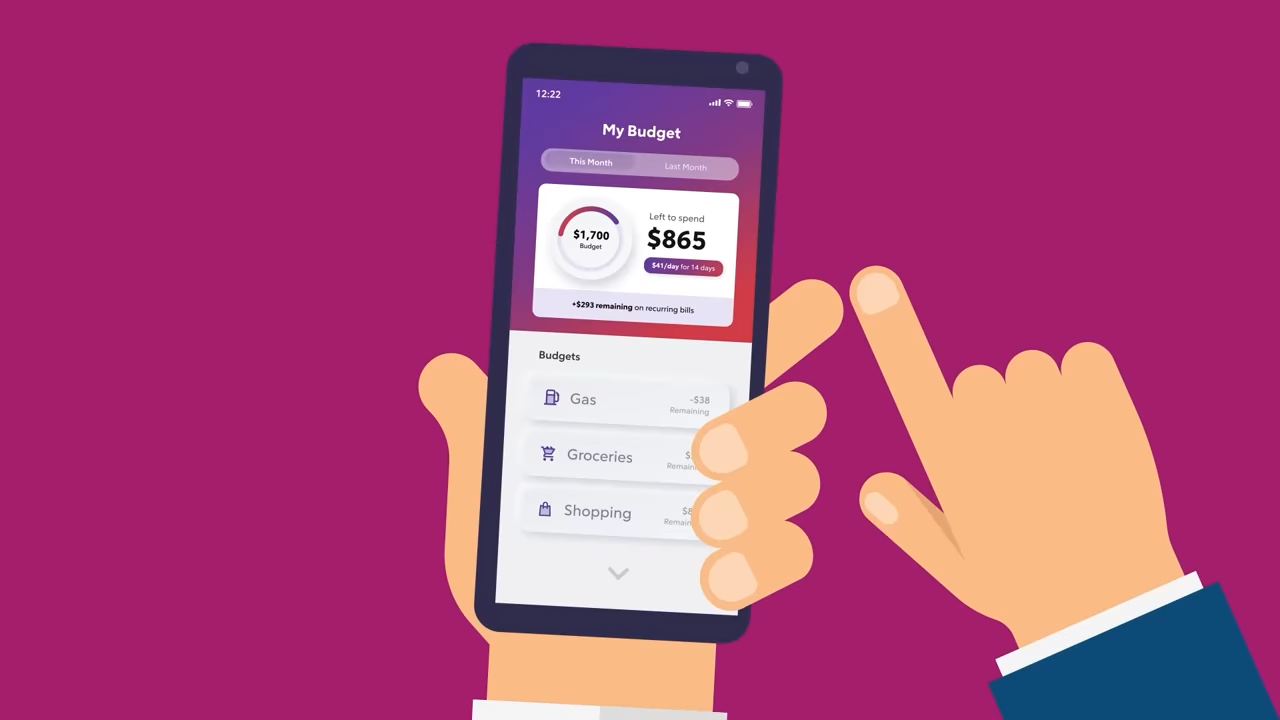 12:22
My Budget
This Month
Last Month
$1,700
Budget
Left to spend
$865
$41/day for 14 days
+$293 remaining on recurring bills
Budgets
Gas
-$38
Remaining
Groceries
Shopping